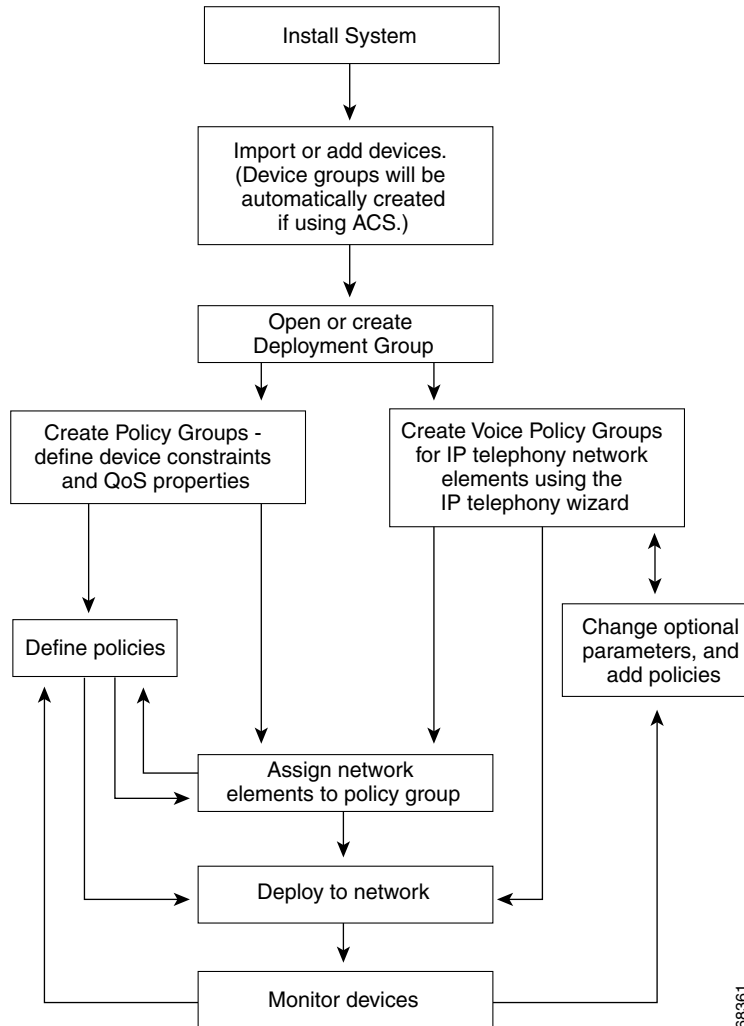 Install System
Import or add devices.
(Device groups will be
automatically created
if using ACS.)
Open or create
Deployment Group
Create Policy Groups -
define device constraints
and QoS properties
Create Voice Policy Groups
for IP telephony network
elements using the
IP telephony wizard
Define policies
Change optional
parameters, and
add policies
Assign network
elements to policy group
Deploy to network
Monitor devices
68361